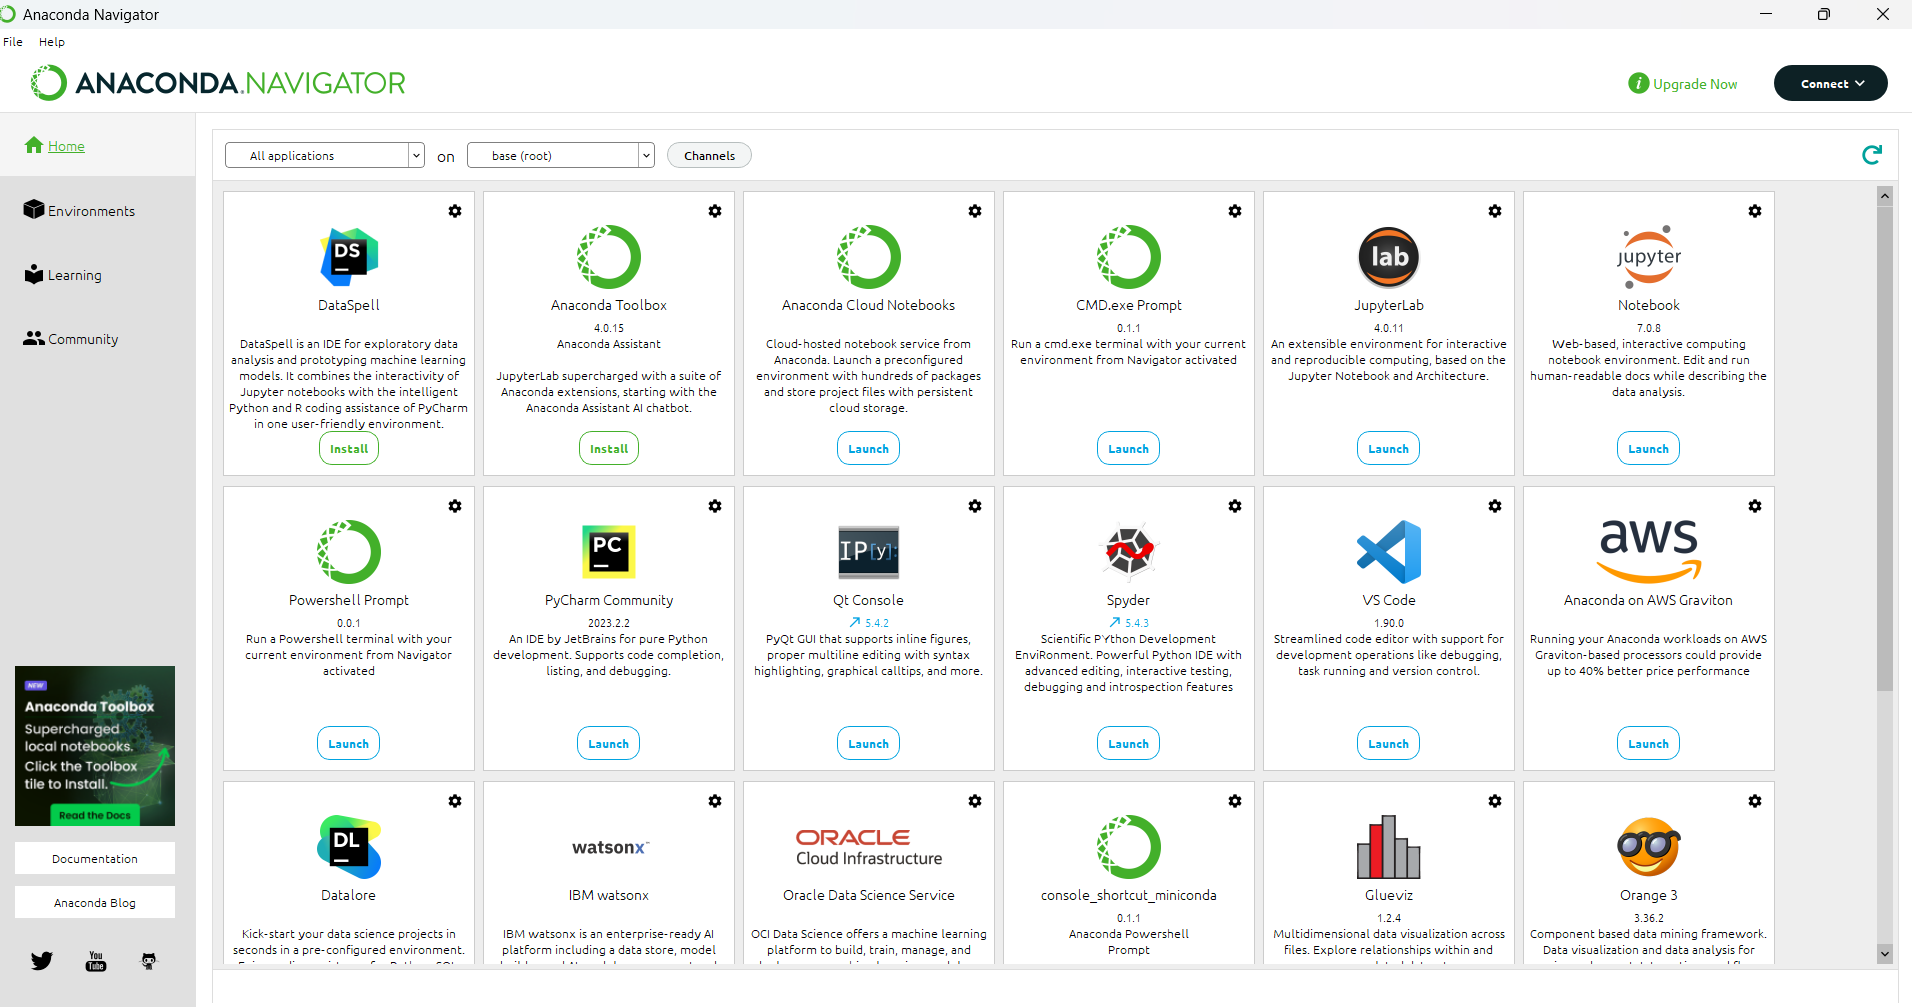 Anaconda Navigator
File Help
ANACONDA.NAVIGATOR
i Upgrade Now
Connect
Home
Environments
Learning
Community
All applications on base (root) Channels
DS
DataSpell
DataSpell is an IDE for exploratory data
analysis and prototyping machine learning
models. It combines the interactivity of
Jupyter notebooks with the intelligent
Python and R coding assistance of PyCharm
in one user-friendly environment.
Install
Anaconda Toolbox
4.0.15
Anaconda Assistant
JupyterLab supercharged with a suite of
Anaconda extensions, starting with the
Anaconda Assistant AI chatbot.
Install
Anaconda Cloud Notebooks
Cloud-hosted notebook service from
Anaconda. Launch a preconfigured
environment with hundreds of packages
and store project files with persistent
cloud storage.
Launch
CMD.exe Prompt
0.1.1
Run a cmd.exe terminal with your current
environment from Navigator activated
Launch
lab
JupyterLab
4.0.11
An extensible environment for interactive
and reproducible computing, based on the
Jupyter Notebook and Architecture.
Launch
jupyter
Notebook
7.0.8
Web-based, interactive computing
notebook environment. Edit and run
human-readable docs while describing the
data analysis.
Launch
Powershell Prompt
0.0.1
Run a Powershell terminal with your
current environment from Navigator
activated
Launch
PC
PyCharm Community
2023.2.2
An IDE by JetBrains for pure Python
development. Supports code completion,
listing, and debugging.
Launch
IP[y]:
Qt Console
5.4.2
PyQt GUI that supports inline figures,
proper multiline editing with syntax
highlighting, graphical calltips, and more.
Launch
Spyder
5.4.3
Scientific PYthon Development
EnviRonment. Powerful Python IDE with
advanced editing, interactive testing,
debugging and introspection features
Launch
VS Code
1.90.0
Streamlined code editor with support for
development operations like debugging,
task running and version control.
Launch
aws
Anaconda on AWS Graviton
Running your Anaconda workloads on AWS
Graviton-based processors could provide
up to 40% better price performance
Launch
DL
Datalore
Kick-start your data science projects in
seconds in a pre-configured environment.
watsonx
IBM watsonx
IBM watsonx is an enterprise-ready AI
platform including a data store, model
ORACLE
Cloud Infrastructure
Oracle Data Science Service
OCI Data Science offers a machine learning
platform to build, train, manage, and
console_shortcut_miniconda
0.1.1
Anaconda Powershell
Prompt
Glueviz
1.2.4
Multidimensional data visualization across
files. Explore relationships within and
Orange 3
3.36.2
Component based data mining framework.
Data visualization and data analysis for
NEW
Anaconda Toolbox
Supercharged
local notebooks.
Click the Toolbox
tile to Install.
Read the Docs
Documentation
Anaconda Blog
You
Tube